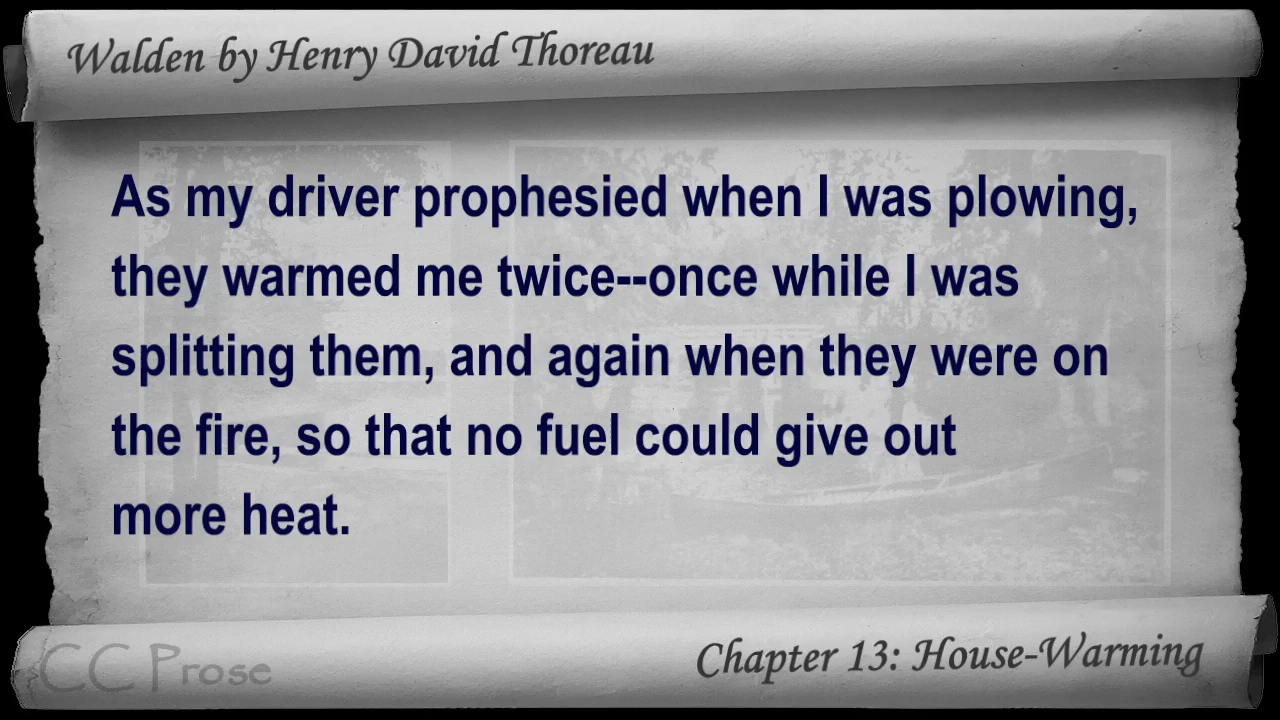 Walden by Henry David Thoreau
As my driver prophesied when I was plowing,
they warmed me twice--once while I was
splitting them, and again when they were on
the fire, so that no fuel could give out
more heat.
CC Prose
Chapter 13: House-Warming